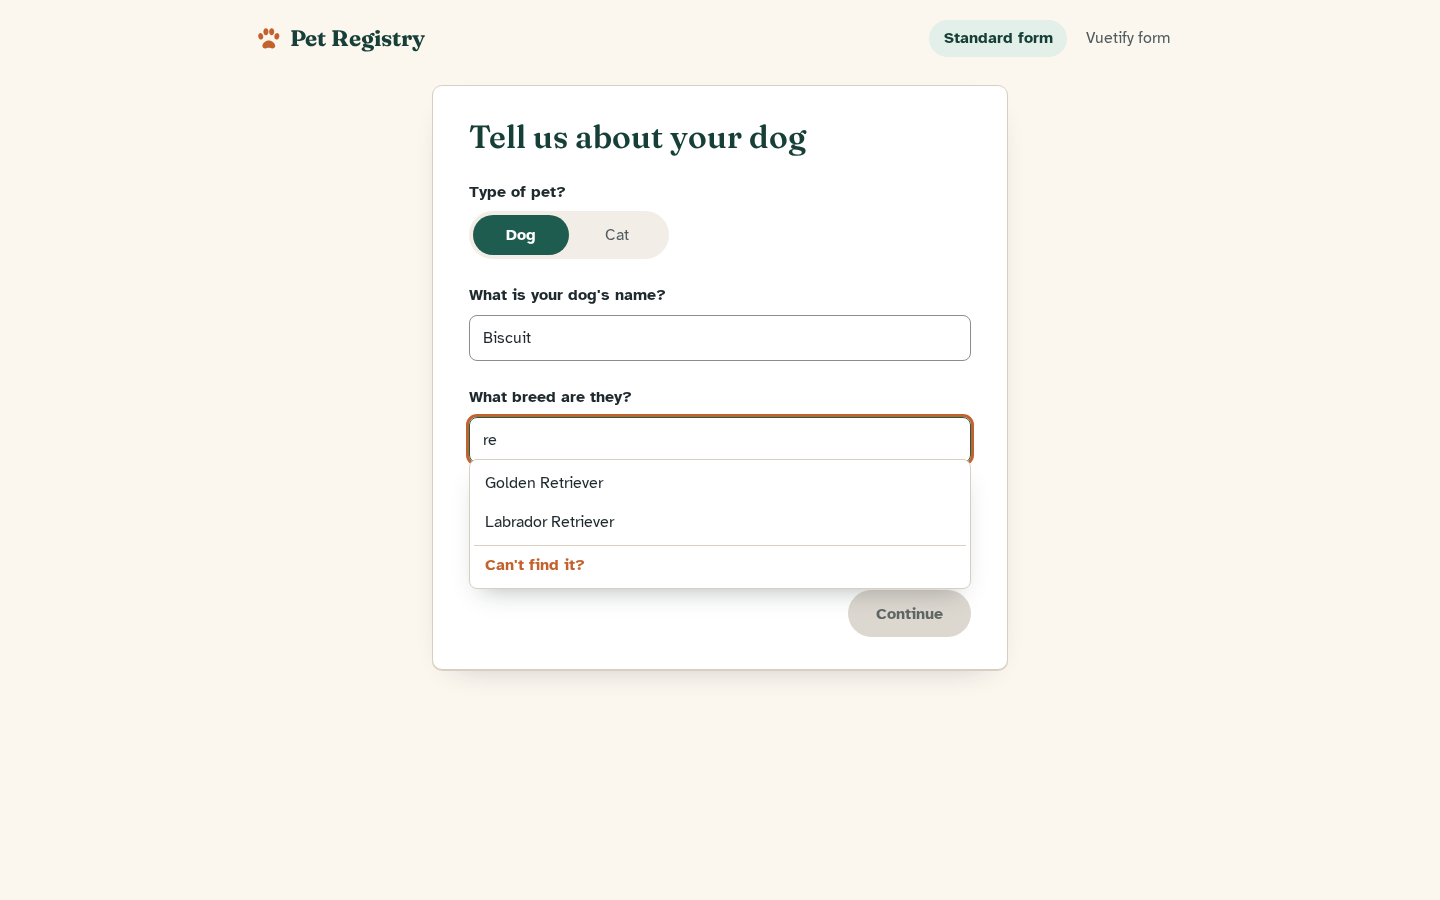 Pet Registry
Standard form
Vuetify form
Tell us about your dog
Type of pet?
Dog
Cat
What is your dog's name?
Biscuit
What breed are they?
re
Golden Retriever
Labrador Retriever
Can't find it?
Continue